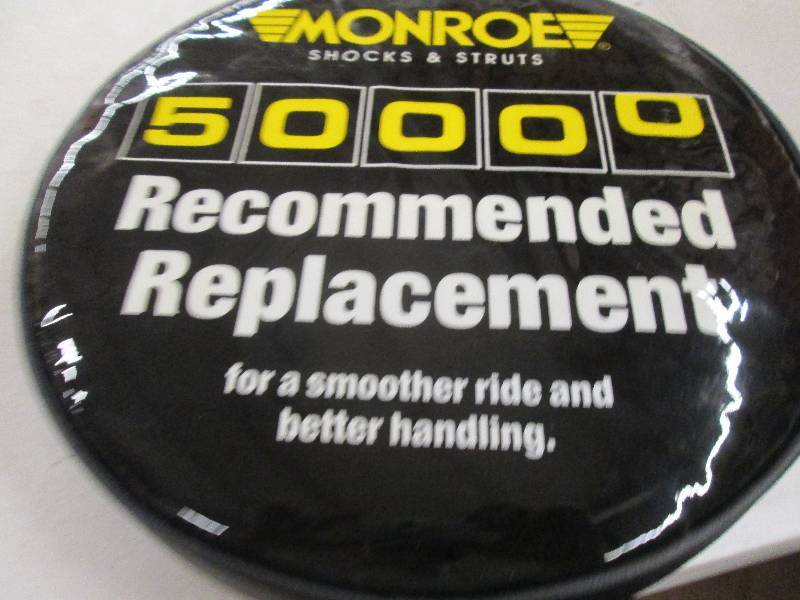 MONROE®
SHOCKS & STRUTS
50000
Recommended
Replacement
for a smoother ride and
better handling.